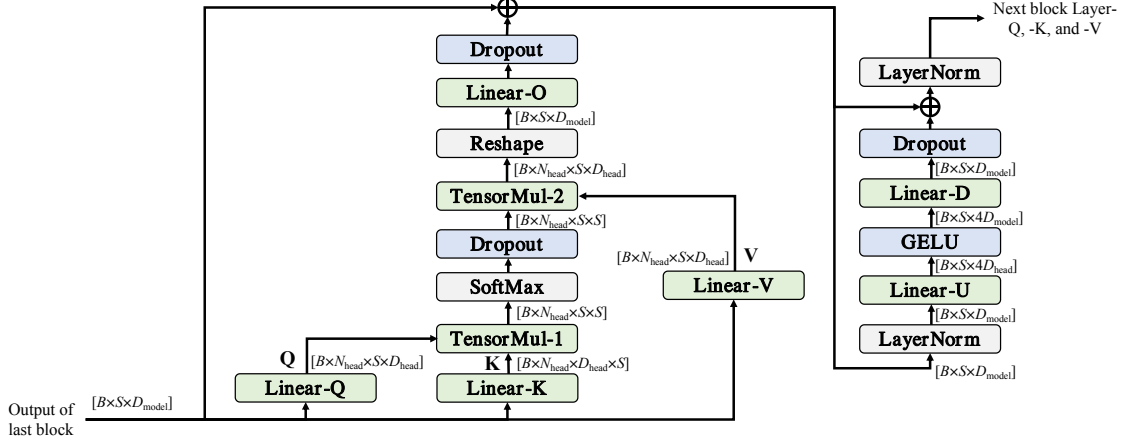 Next block Layer-
Q, -K, and -V
Dropout
LayerNorm
Linear-O
[B×S×Dmodel]
Reshape
Dropout
[B×Nhead×S×Dhead]
[B×S×Dmodel]
TensorMul-2
Linear-D
[B×Nhead×S×S]
[B×S×4Dmodel]
Dropout
GELU
[B×Nhead×S×Dhead]
V
[B×S×4Dhead]
SoftMax
Linear-V
Linear-U
[B×Nhead×S×S]
[B×S×Dmodel]
TensorMul-1
LayerNorm
Q
[B×Nhead×S×Dhead]
K
[B×Nhead×Dhead×S]
[B×S×Dmodel]
Linear-Q
Linear-K
Output of
last block
[B×S×Dmodel]